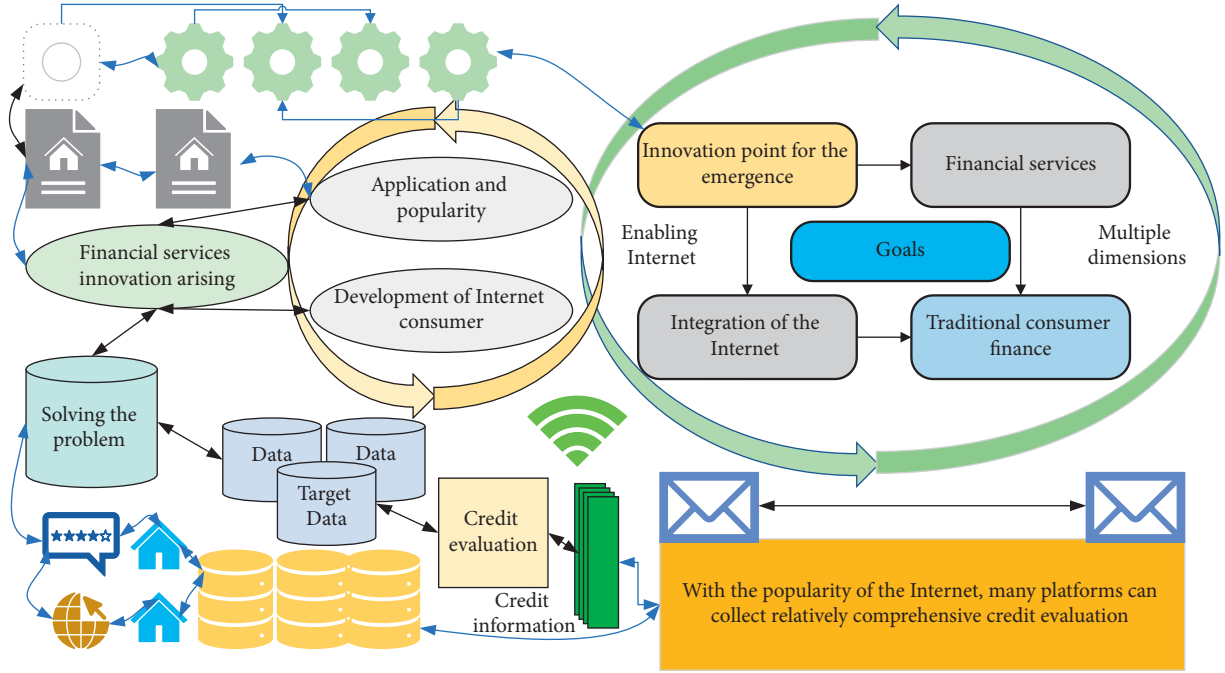 Innovation point for the
emergence
Financial services
Application and
popularity
Enabling
Internet
Goals
Multiple
dimensions
Financial services
innovation arising
Development of Internet
consumer
Integration of the
Internet
Traditional consumer
finance
Solving the
problem
Data
Data
Target
Data
Credit
evaluation
Credit
information
With the popularity of the Internet, many platforms can
collect relatively comprehensive credit evaluation